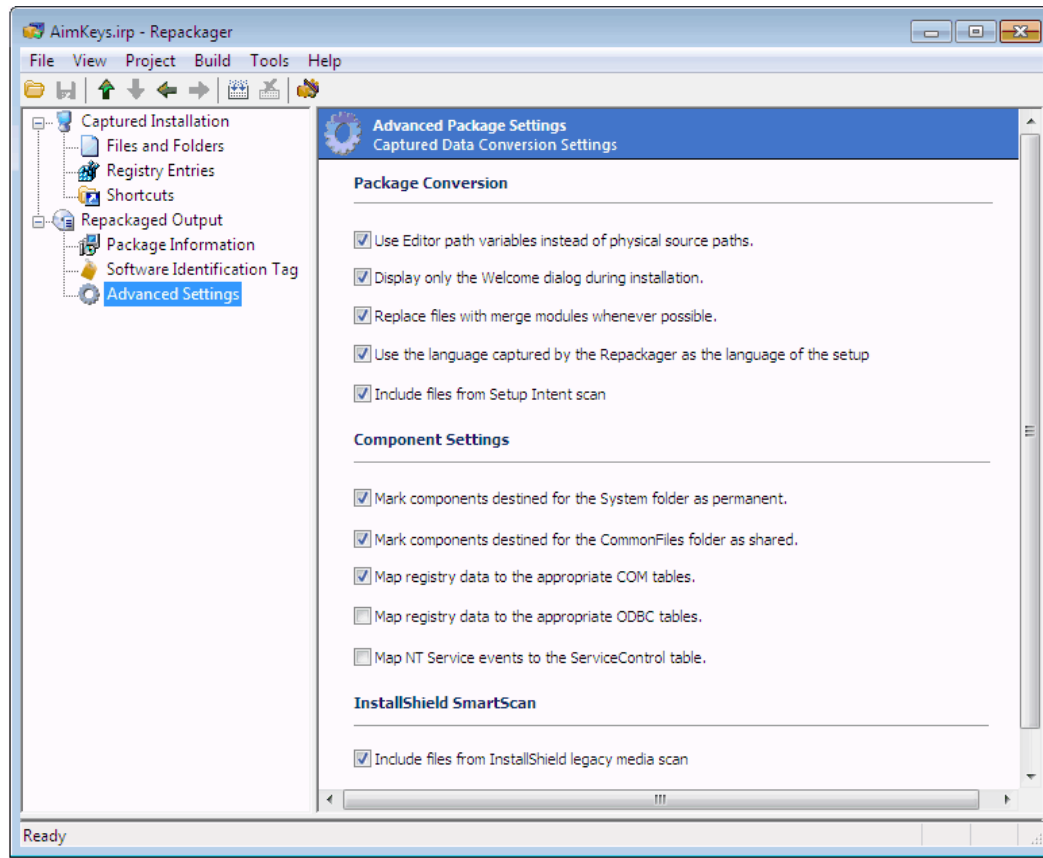 AimKeys.irp - Repackager
File View Project Build Tools Help
Captured Installation
Files and Folders
Registry Entries
Shortcuts
Repackaged Output
Package Information
Software Identification Tag
Advanced Settings
Advanced Package Settings
Captured Data Conversion Settings
Package Conversion
Use Editor path variables instead of physical source paths.
Display only the Welcome dialog during installation.
Replace files with merge modules whenever possible.
Use the language captured by the Repackager as the language of the setup
Include files from Setup Intent scan
Component Settings
Mark components destined for the System folder as permanent.
Mark components destined for the CommonFiles folder as shared.
Map registry data to the appropriate COM tables.
Map registry data to the appropriate ODBC tables.
Map NT Service events to the ServiceControl table.
InstallShield SmartScan
Include files from InstallShield legacy media scan
Ready